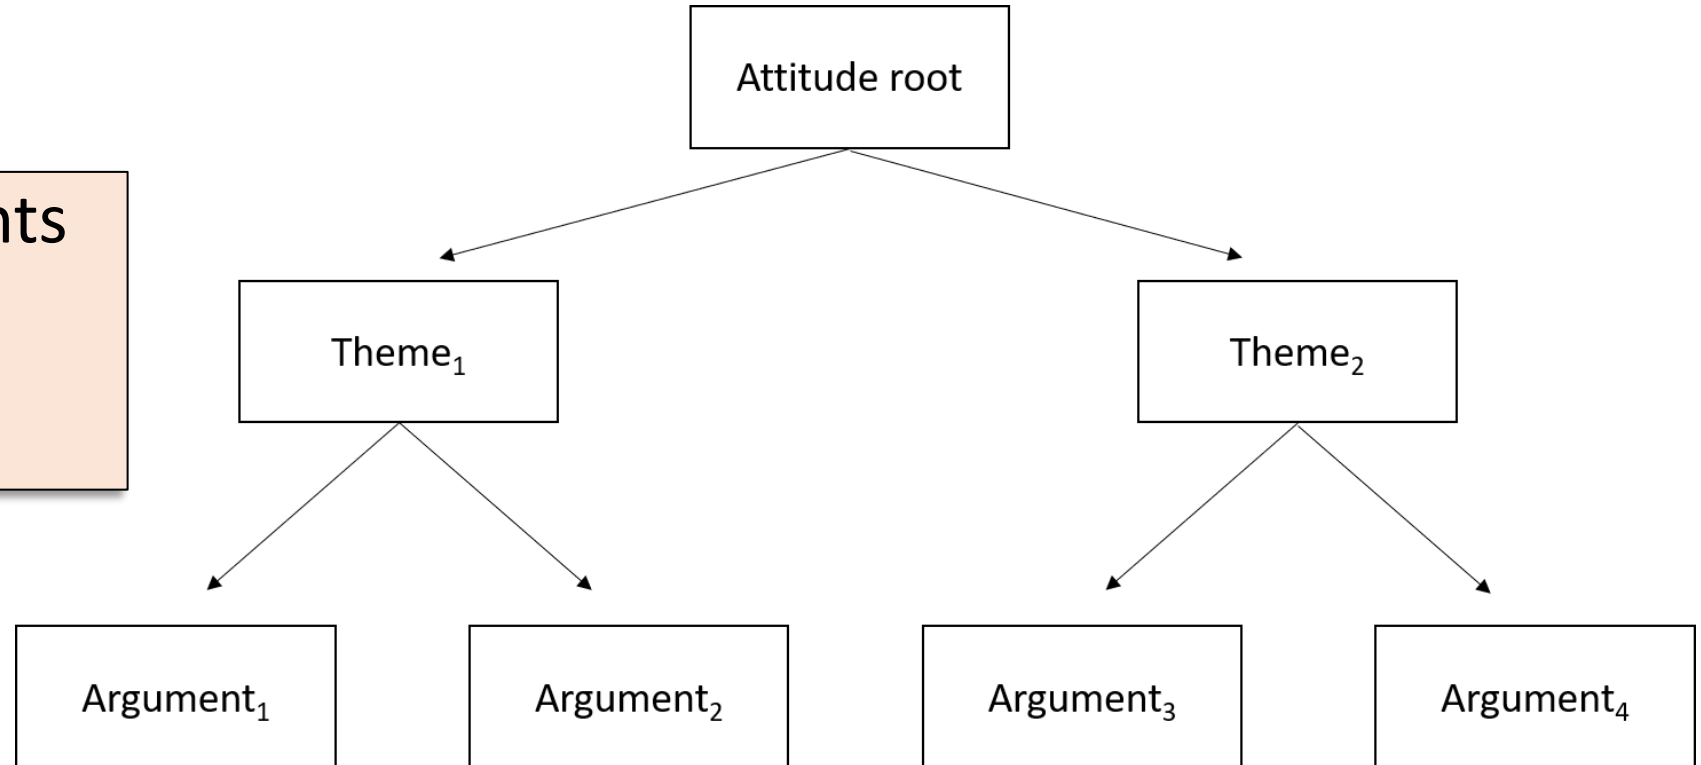 Attitude root
nts
Theme₁
Theme₂
Argument₁
Argument₂
Argument₃
Argument₄